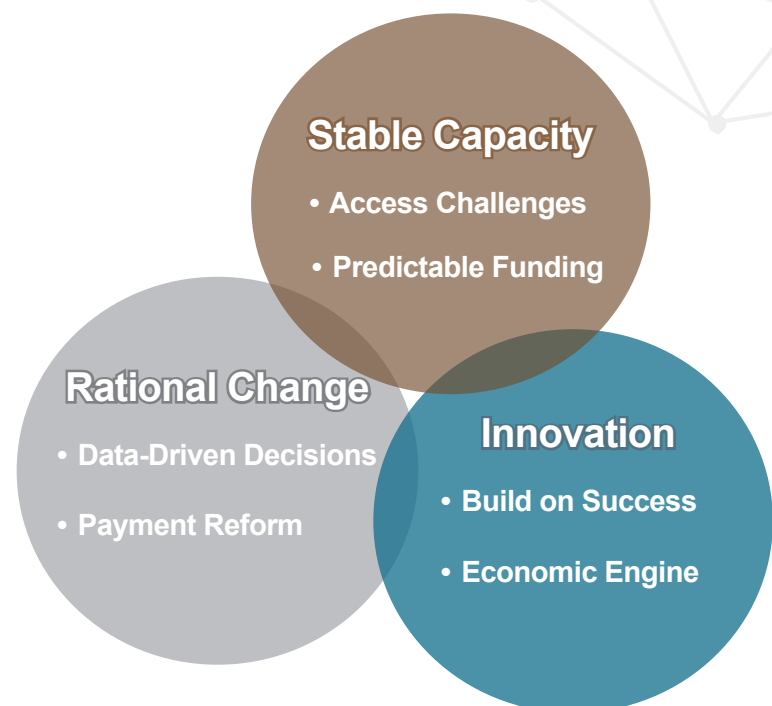 Stable Capacity
• Access Challenges
• Predictable Funding
Rational Change
• Data-Driven Decisions
• Payment Reform
Innovation
• Build on Success
• Economic Engine